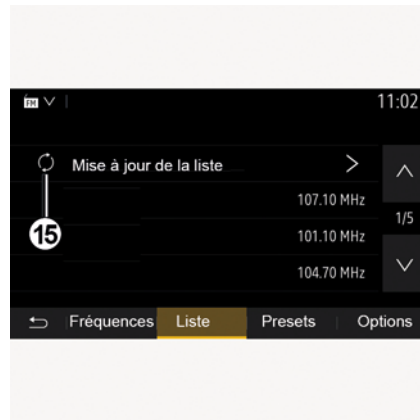 FM 11:02
Mise à jour de la liste
107.10 MHz
1/5
15
101.10 MHz
104.70 MHz
Fréquences Liste Presets Options